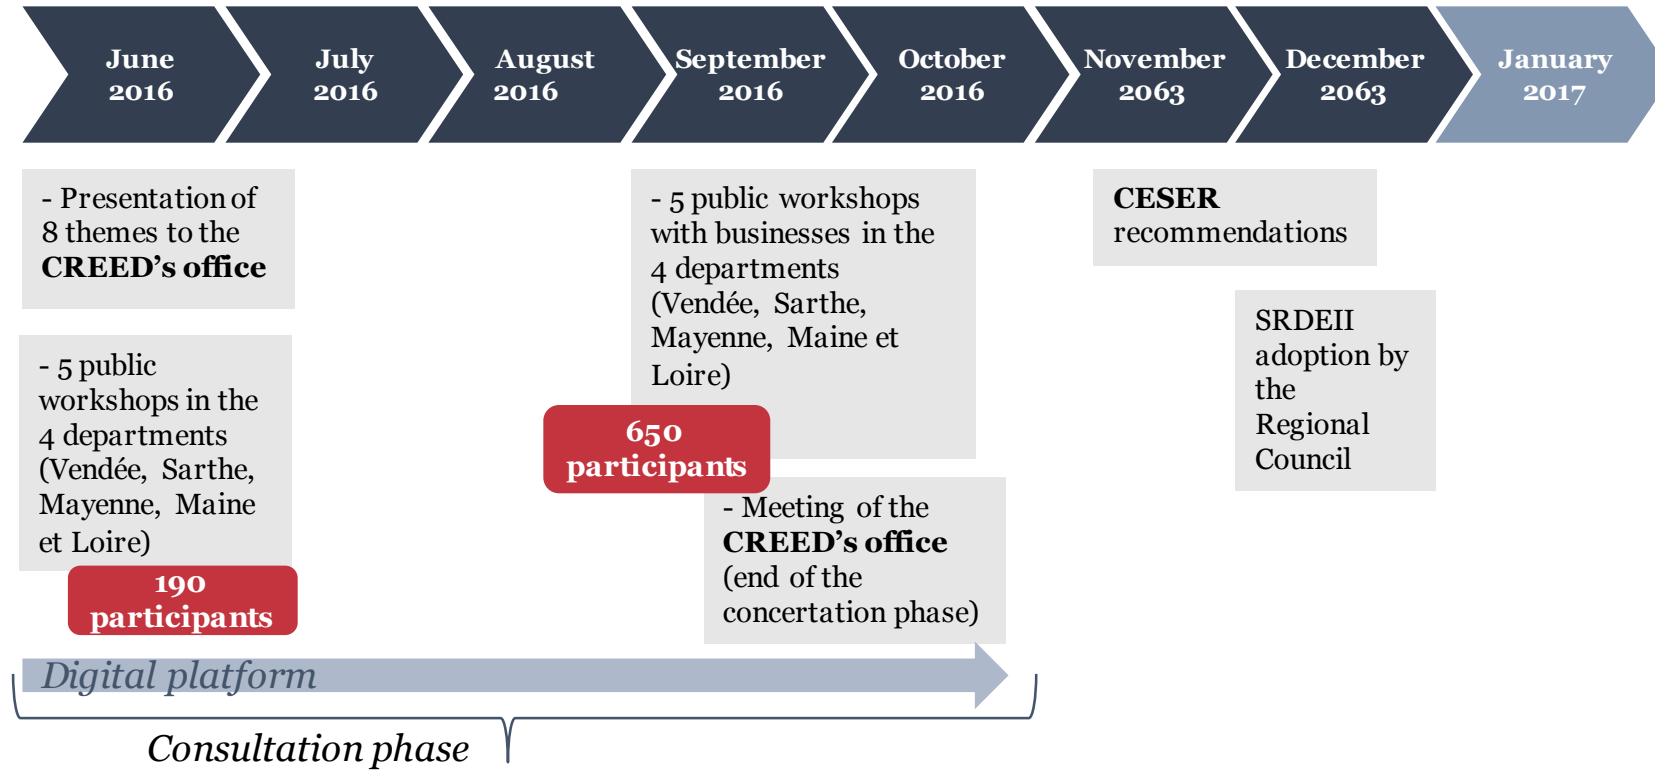 June
2016
July
2016
August
2016
September
2016
October
2016
November
2063
December
2063
January
2017
- Presentation of
8 themes to the
CREED’s office
- 5 public
workshops in the
4 departments
(Vendée, Sarthe,
Mayenne, Maine
et Loire)
190
participants
- 5 public workshops
with businesses in the
4 departments
(Vendée, Sarthe,
Mayenne, Maine et
Loire)
650
participants
- Meeting of the
CREED’s office
(end of the
concertation phase)
CESER
recommendations
SRDEII
adoption by
the
Regional
Council
Digital platform
Consultation phase